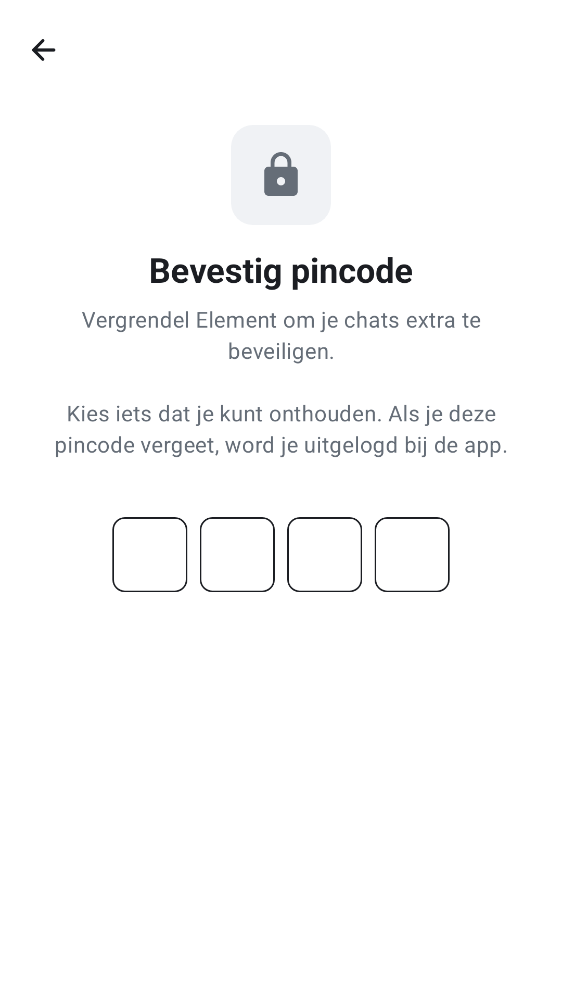 Bevestig pincode
Vergrendel Element om je chats extra te
beveiligen.
Kies iets dat je kunt onthouden. Als je deze
pincode vergeet, word je uitgelogd bij de app.